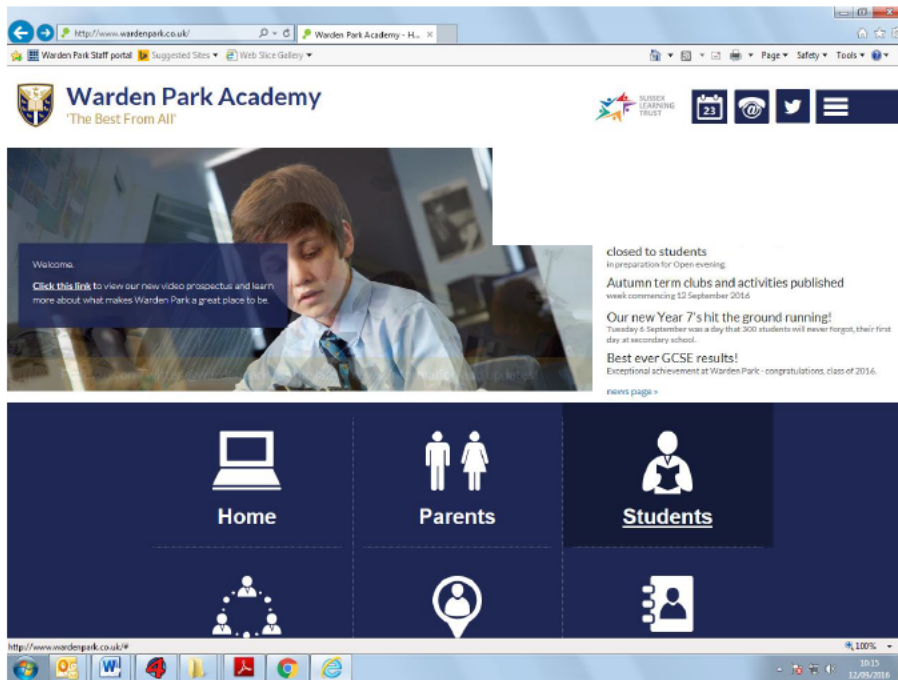 http://www.wardenpark.co.uk/
Warden Park Academy - H...
Warden Park Staff portal Suggested Sites Web Slice Gallery
Page Safety Tools
Warden Park Academy
'The Best From All'
SUSSEX
LEARNING
TRUST
23
Welcome.
Click this link to view our new video prospectus and learn
more about what makes Warden Park a great place to be.
closed to students
in preparation for Open evening.
Autumn term clubs and activities published
week commencing 12 September 2016
Our new Year 7's hit the ground running!
Tuesday 6 September was a day that 300 students will never forgot, their first
day at secondary school.
Best ever GCSE results!
Exceptional achievement at Warden Park - congratulations, class of 2016.
news page »
Home
Parents
Students
http://www.wardenpark.co.uk/#
100%
10:15
12/09/2016